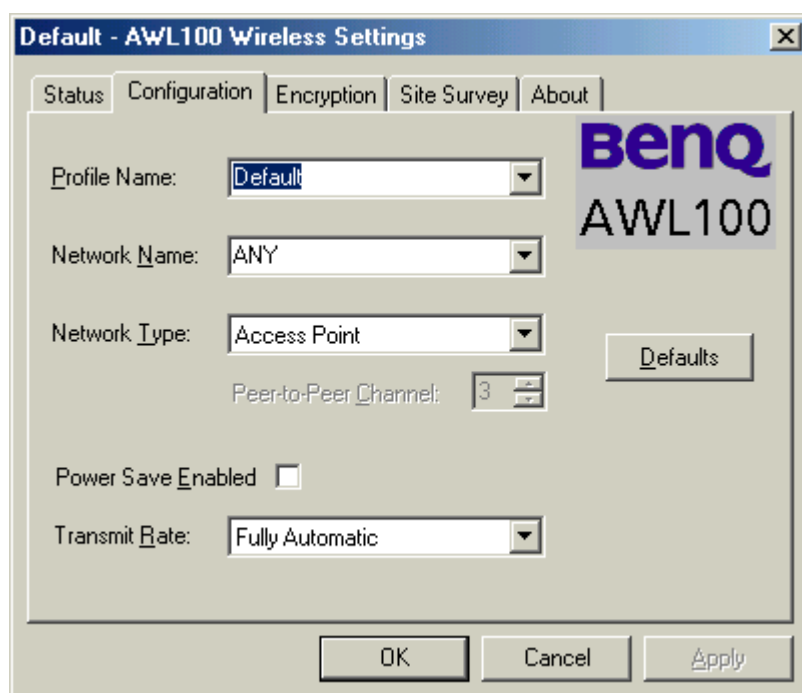 Default - AWL100 Wireless Settings
Status Configuration Encryption Site Survey About
BenQ
AWL100
Profile Name: Default
Network Name: ANY
Network Type: Access Point
Defaults
Peer-to-Peer Channel: 3
Power Save Enabled
Transmit Rate: Fully Automatic
OK Cancel Apply